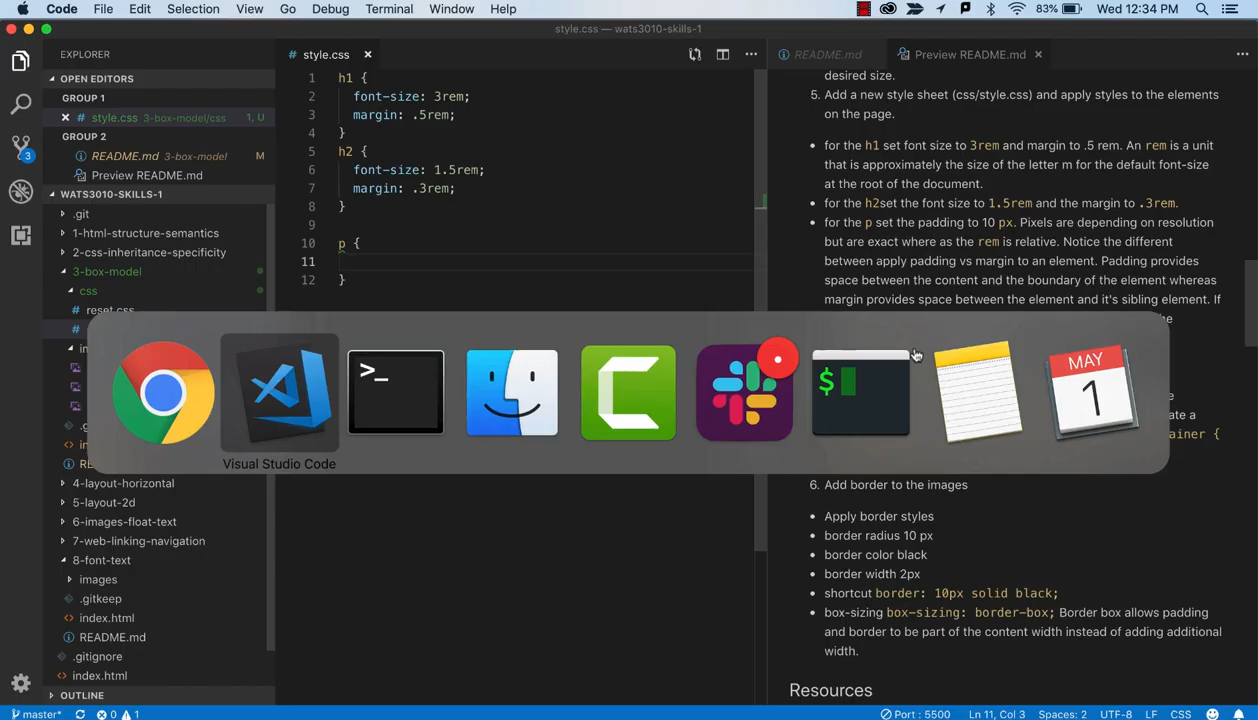 Code File Edit Selection View Go Debug Terminal Window Help 83% Wed 12:34 PM
style.css — wats3010-skills-1
EXPLORER
OPEN EDITORS
GROUP 1
# style.css 3-box-model/css 1, U
GROUP 2
README.md 3-box-model M
Preview README.md
WATS3010-SKILLS-1
.git
1-html-structure-semantics
2-css-inheritance-specificity
3-box-model
css
# reset.css
#
4-layout-horizontal
5-layout-2d
6-images-float-text
7-web-linking-navigation
8-font-text
images
.gitkeep
index.html
README.md
.gitignore
index.html
OUTLINE
3
# style.css
1 h1 {
2 font-size: 3rem;
3 margin: .5rem;
4 }
5 h2 {
6 font-size: 1.5rem;
7 margin: .3rem;
8 }
9
10 p {
11
12 }
README.md
Preview README.md
desired size.
5. Add a new style sheet (css/style.css) and apply styles to the elements
on the page.
• for the h1 set font size to 3rem and margin to .5 rem. An rem is a unit
that is approximately the size of the letter m for the default font-size
at the root of the document.
• for the h2set the font size to 1.5rem and the margin to .3rem.
• for the p set the padding to 10 px. Pixels are depending on resolution
but are exact where as the rem is relative. Notice the different
between apply padding vs margin to an element. Padding provides
space between the content and the boundary of the element whereas
margin provides space between the element and it's sibling element. If
6. Add border to the images
• Apply border styles
• border radius 10 px
• border color black
• border width 2px
• shortcut border: 10px solid black;
• box-sizing box-sizing: border-box; Border box allows padding
and border to be part of the content width instead of adding additional
width.
Resources
>_
$
MAY
1
Visual Studio Code
master* 0 1 Port : 5500 Ln 11, Col 3 Spaces: 2 UTF-8 LF CSS